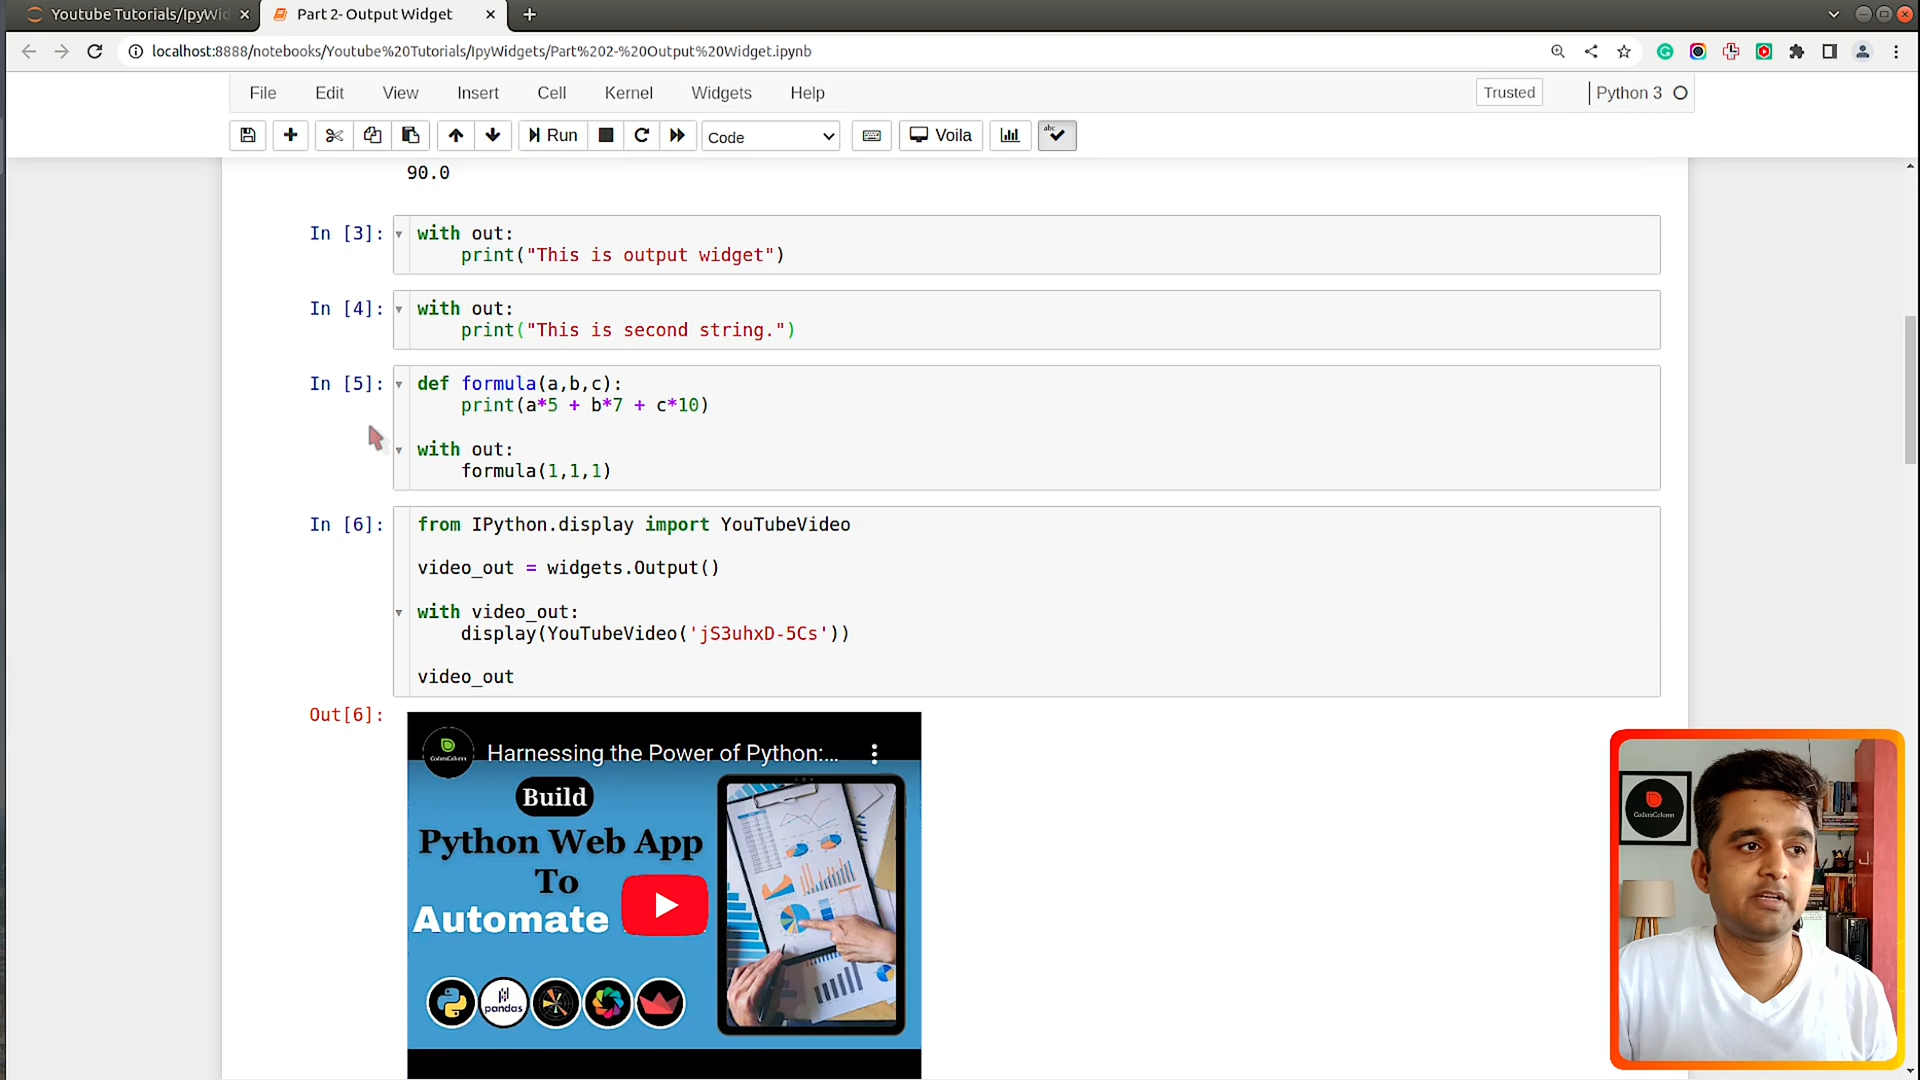 Youtube Tutorials/IpyWid
Part 2- Output Widget
localhost:8888/notebooks/Youtube%20Tutorials/IpyWidgets/Part%202-%20Output%20Widget.ipynb
File Edit View Insert Cell Kernel Widgets Help
Trusted
Python 3
Run
Code
Voila
abc
90.0
In [3]:
with out:
print("This is output widget")
In [4]:
with out:
print("This is second string.")
In [5]:
def formula(a,b,c):
print(a*5 + b*7 + c*10)
with out:
formula(1,1,1)
In [6]:
from IPython.display import YouTubeVideo
video_out = widgets.Output()
with video_out:
display(YouTubeVideo('jS3uhxD-5Cs'))
video_out
Out[6]:
CodersColumn
Harnessing the Power of Python:...
Build
Python Web App
To
Automate
pandas
CodersColumn